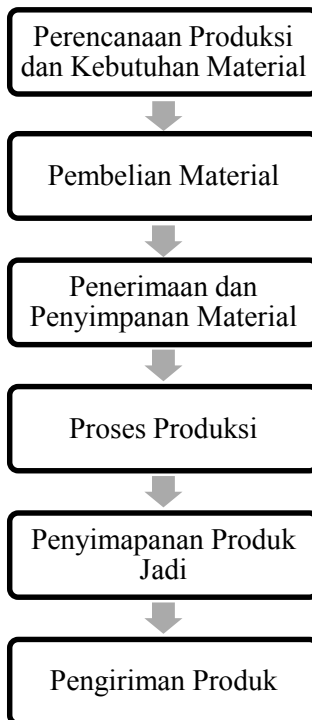 Perencanaan Produksi
dan Kebutuhan Material
Pembelian Material
Penerimaan dan
Penyimpanan Material
Proses Produksi
Penyimapanan Produk
Jadi
Pengiriman Produk